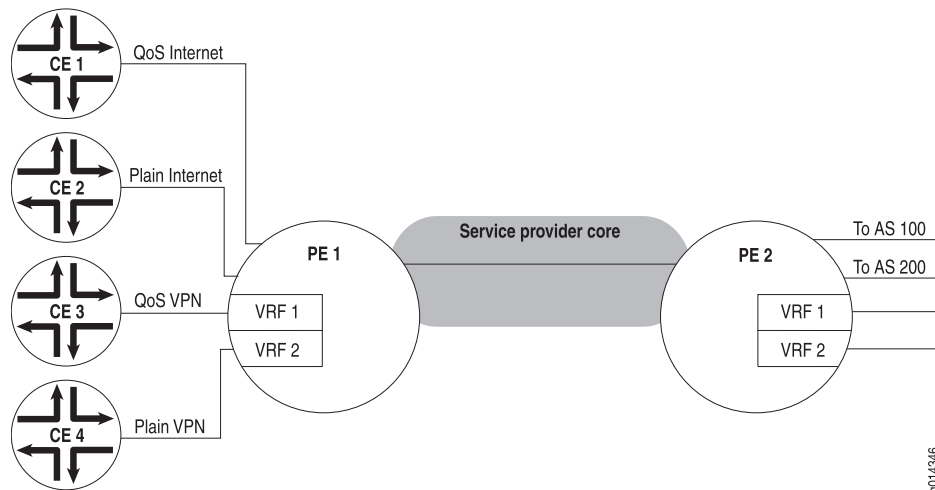 CE 1
QoS Internet
CE 2
Plain Internet
CE 3
QoS VPN
CE 4
Plain VPN
PE 1
VRF 1
VRF 2
Service provider core
PE 2
VRF 1
VRF 2
To AS 100
To AS 200
g014346